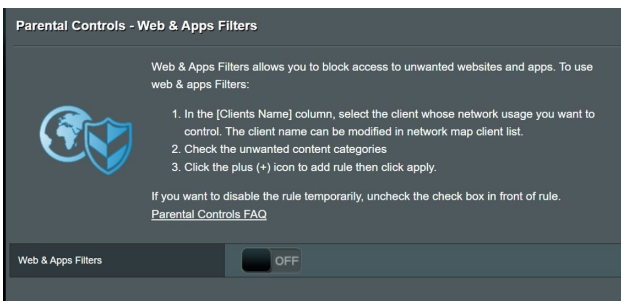 Parental Controls - Web & Apps Filters
Web & Apps Filters allows you to block access to unwanted websites and apps. To use
web & apps Filters:
1. In the [Clients Name] column, select the client whose network usage you want to
control. The client name can be modified in network map client list.
2. Check the unwanted content categories
3. Click the plus (+) icon to add rule then click apply.
If you want to disable the rule temporarily, uncheck the check box in front of rule.
Parental Controls FAQ
Web & Apps Filters
OFF